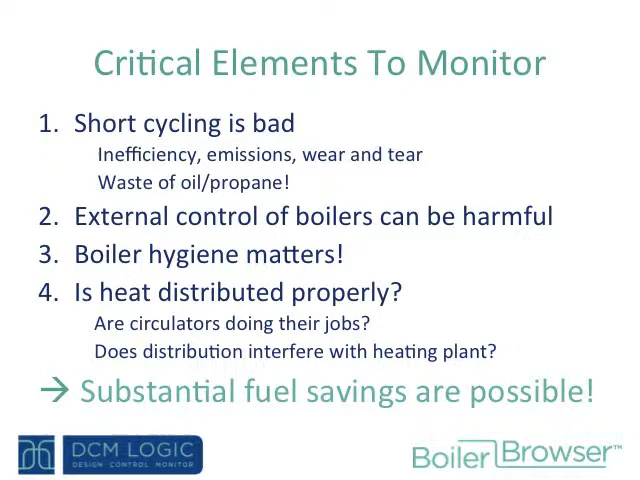 Critical Elements To Monitor
1. Short cycling is bad
Inefficiency, emissions, wear and tear
Waste of oil/propane!
2. External control of boilers can be harmful
3. Boiler hygiene matters!
4. Is heat distributed properly?
Are circulators doing their jobs?
Does distribution interfere with heating plant?
→ Substantial fuel savings are possible!
DCM LOGIC
DESIGN CONTROL MONITOR
Boiler Browser™